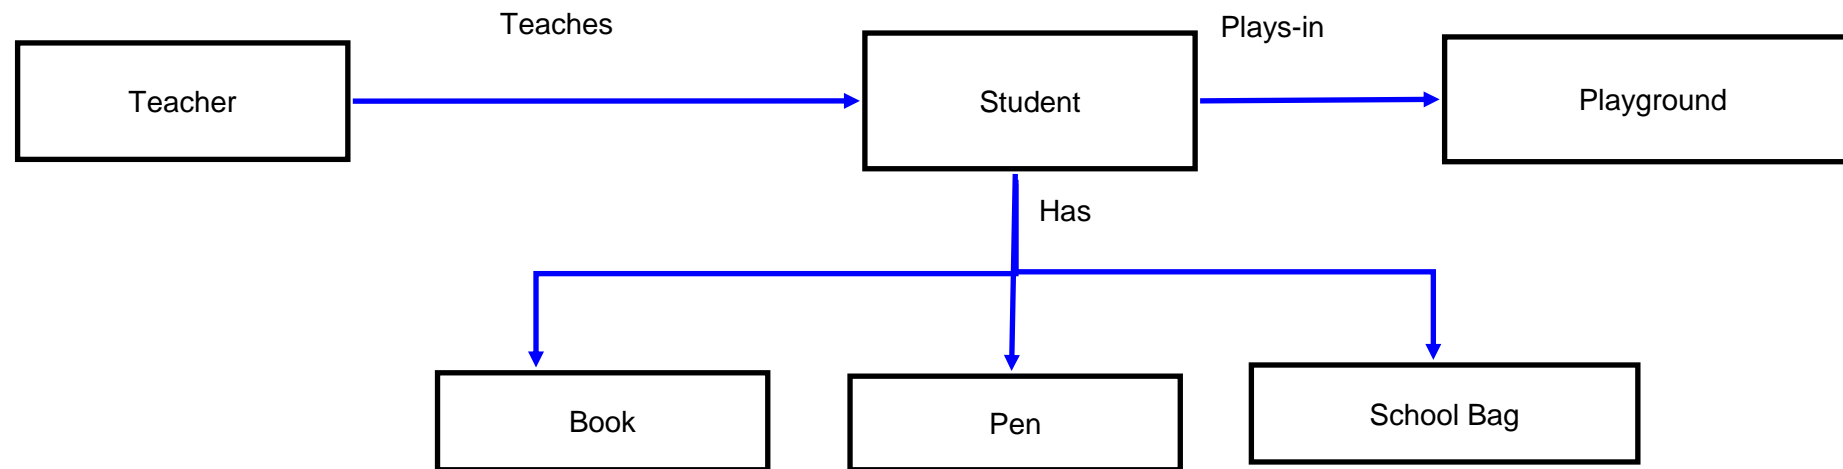 Teaches
Plays-in
Teacher
Student
Playground
Has
Book
Pen
School Bag